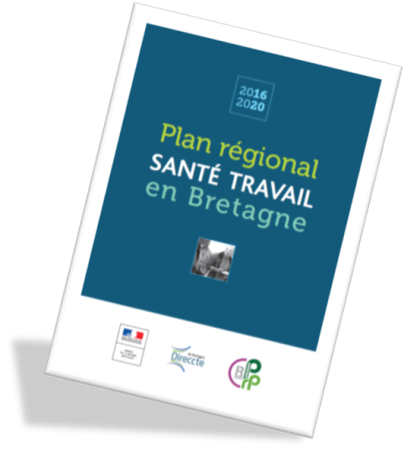 2016
2020
Plan régional
SANTÉ TRAVAIL
en Bretagne
Direccte